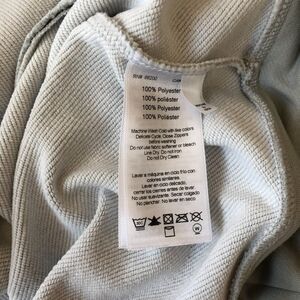 100% Polyester
100% poliéster
100% Polyester
100% Poliéster
Machine Wash Cold with like colors
Delicate Cycle. Close Zippers
before washing
Do not use fabric softener or bleach
Line Dry. Do not Iron
Do not Dry Clean
Lavar a máquina en ciclo frío con
colores similares.
Lavar en ciclo delicado.
cerrar los cierres antes de lavar
No usar suavizante. Secar colgado
No planchar. No lavar en seco